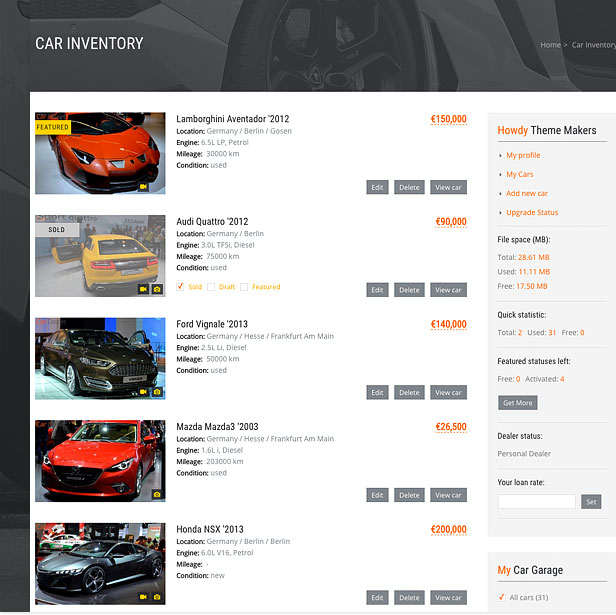 CAR INVENTORY
Home > Car Inventory
FEATURED
Lamborghini Aventador '2012
€150,000
Location: Germany / Berlin / Gosen
Engine: 6.5L LP, Petrol
Mileage: 30000 km
Condition: used
Edit Delete View car
SOLD
Audi Quattro '2012
€90,000
Location: Germany / Berlin
Engine: 3.0L TFSi, Diesel
Mileage: 75000 km
Condition: used
Sold Draft Featured
Edit Delete View car
Ford Vignale '2013
€140,000
Location: Germany / Hesse / Frankfurt Am Main
Engine: 2.5L Li, Diesel
Mileage: 50000 km
Condition: used
Edit Delete View car
Mazda Mazda3 '2003
€26,500
Location: Germany / Hesse / Frankfurt Am Main
Engine: 1.6L i, Diesel
Mileage: 203000 km
Condition: used
Edit Delete View car
Honda NSX '2013
€200,000
Location: Germany / Berlin / Berlin
Engine: 6.0L V16, Petrol
Mileage: -
Condition: new
Edit Delete View car
Howdy Theme Makers
My profile
My Cars
Add new car
Upgrade Status
File space (MB):
Total: 28.61 MB
Used: 11.11 MB
Free: 17.50 MB
Quick statistic:
Total: 2 Used: 31 Free: 0
Featured statuses left:
Free: 0 Activated: 4
Get More
Dealer status:
Personal Dealer
Your loan rate:
Set
My Car Garage
All cars (31)